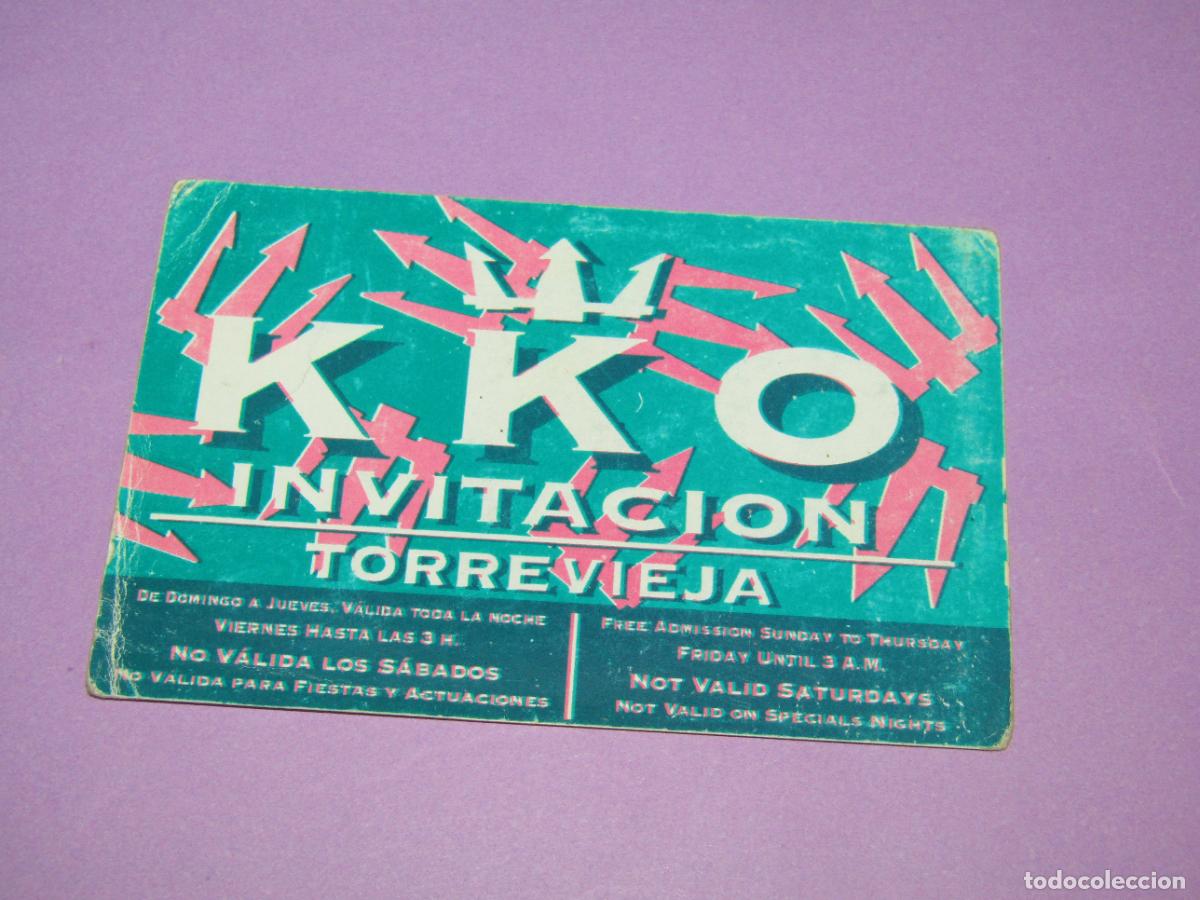 KKO
INVITACION
TORREVIEJA
DE DOMINGO A JUEVES, VÁLIDA TODA LA NOCHE
VIERNES HASTA LAS 3 H.
NO VÁLIDA LOS SÁBADOS
NO VÁLIDA PARA FIESTAS Y ACTUACIONES
FREE ADMISSION SUNDAY TO THURSDAY
FRIDAY UNTIL 3 A.M.
NOT VALID SATURDAYS
NOT VALID ON SPECIALS NIGHTS
todocoleccion